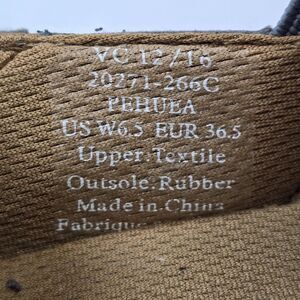 VC 12/16
20271-266C
PEHUEA
US W6.5 EUR 36.5
Upper:Textile
Outsole:Rubber
Made in China
Fabrique